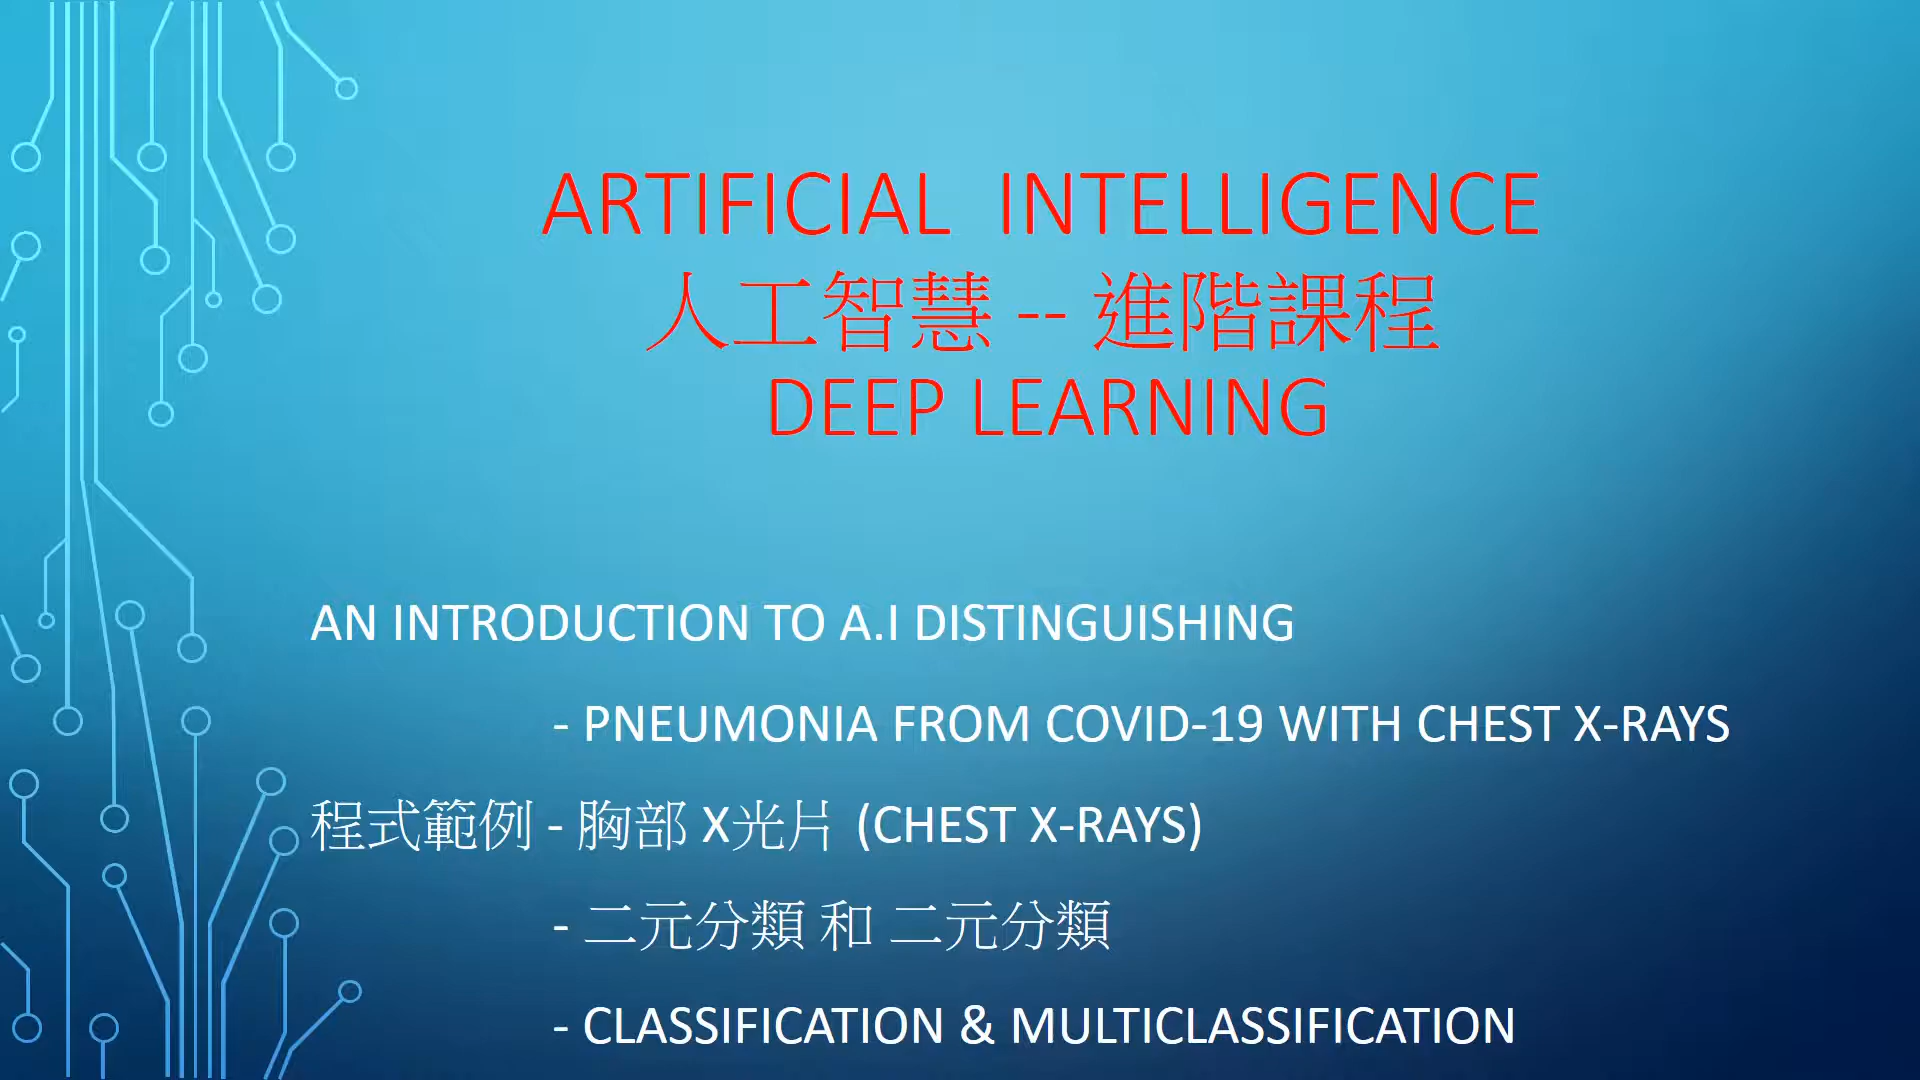 ARTIFICIAL INTELLIGENCE
人工智慧 -- 進階課程
DEEP LEARNING
AN INTRODUCTION TO A.I DISTINGUISHING
- PNEUMONIA FROM COVID-19 WITH CHEST X-RAYS
程式範例 - 胸部 X光片 (CHEST X-RAYS)
- 二元分類 和 二元分類
- CLASSIFICATION & MULTICLASSIFICATION